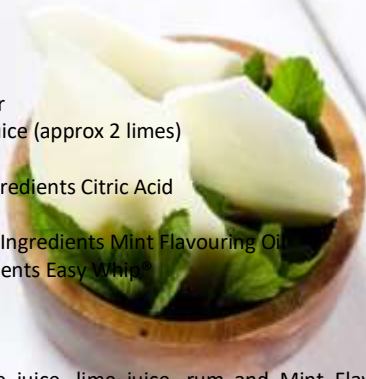 r
ice (approx 2 limes)
redients Citric Acid
Ingredients Mint Flavouring Oil
ents Easy Whip®
juice, lime juice, rum and Mint Flav